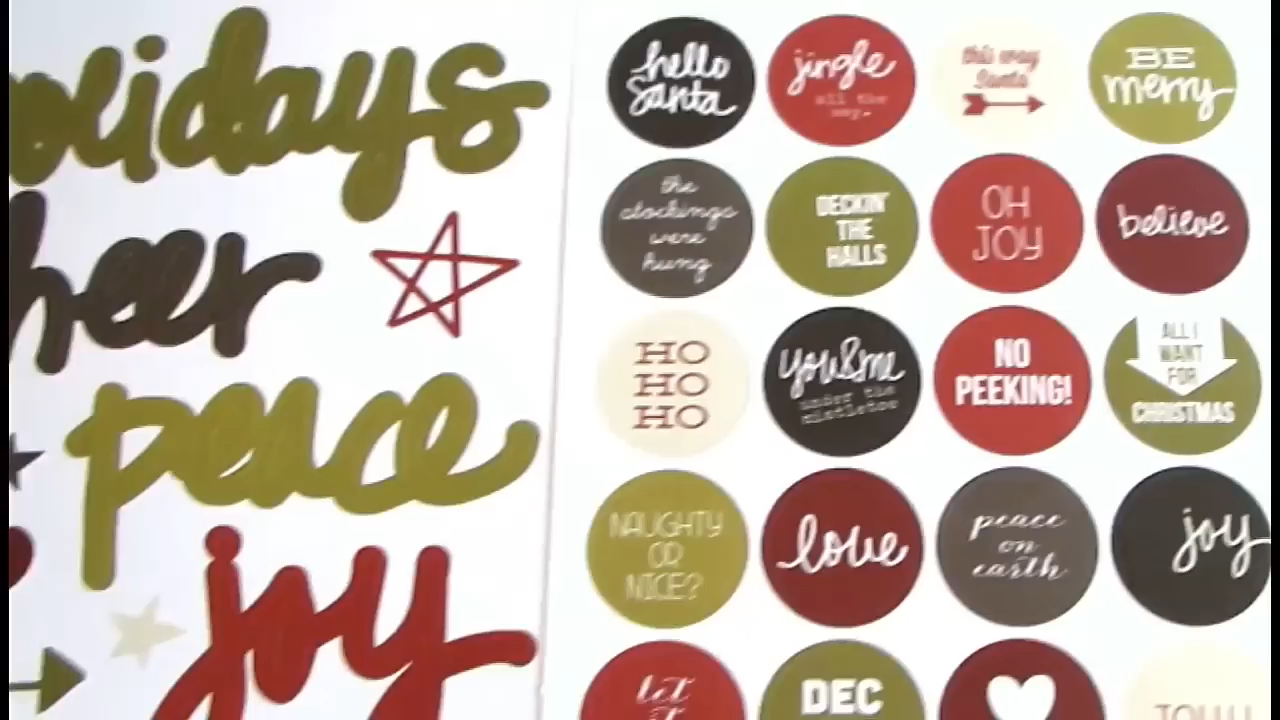 olidays
heer
peace
joy
hello
Santa
jingle
all the
way.
this way
Santa
BE
merry
the
stockings
were
hung
DECKIN'
THE
HALLS
OH
JOY
believe
HO
HO
HO
you&me
under the
mistletoe
NO
PEEKING!
ALL I
WANT
FOR
CHRISTMAS
NAUGHTY
OR
NICE?
love
peace
on
earth
joy
let
DEC